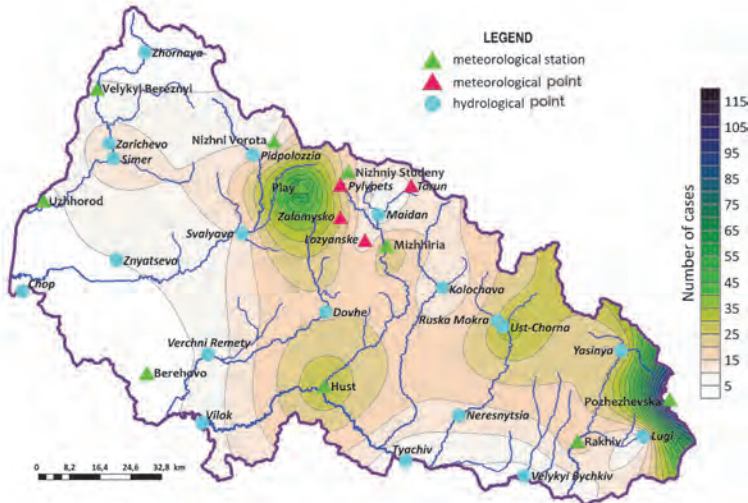 LEGEND
meteorological station
meteorological point
hydrological point
Zhornaya
Velykyi Bereznyi
Zarichevo
Simer
Nizhni Vorota
Pidpolozzia
Nizhniy Studeny
Play
Pylypets
Torun
Uzhhorod
Zalomysko
Maidan
Svalyava
Lozyanske
Mizhhiria
Znyatsevo
Chop
Kolochava
Dovhe
Ruska Mokra
Ust-Chorna
Verchni Remety
Yasinya
Berehovo
Hust
Pozhezhevska
Vilok
Neresnytsia
Rakhiv
Lugi
Tyachiv
Velykyi Bychkiv
0 8,2 16,4 24,6 32,8 km
Number of cases
115
105
95
85
75
65
55
45
35
25
15
5